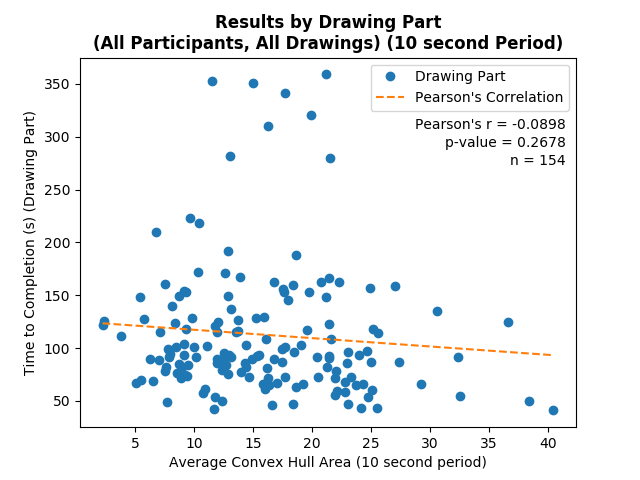 Results by Drawing Part
(All Participants, All Drawings) (10 second Period)
Drawing Part
Pearson's Correlation
Pearson's r = -0.0898
p-value = 0.2678
n = 154
Time to Completion (s) (Drawing Part)
350
300
250
200
150
100
50
5 10 15 20 25 30 35 40
Average Convex Hull Area (10 second period)